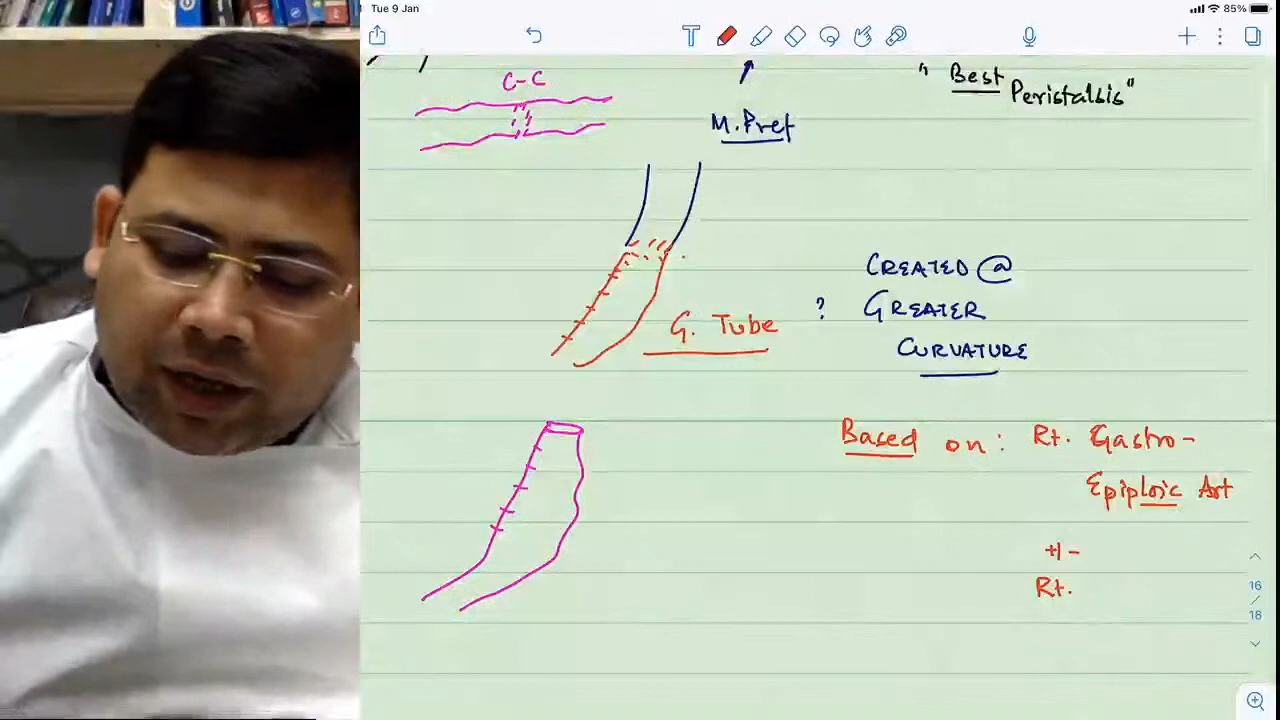 Tue 9 Jan
85%
T
C-C
" Best
Peristalsis"
M. Pref
CREATED @
? GREATER
CURVATURE
G. Tube
Based on: Rt. Gastro-
Epiploic Art
+/-
Rt.
16
/
18